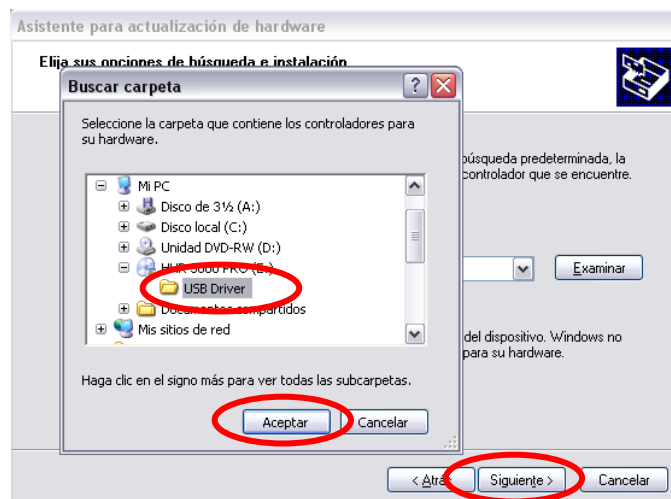 Asistente para actualización de hardware
Elija sus opciones de búsqueda e instalación
Buscar carpeta
Seleccione la carpeta que contiene los controladores para
su hardware.
Mi PC
Disco de 3½ (A:)
Disco local (C:)
Unidad DVD-RW (D:)
PRO (E:)
USB Driver
Documentos compartidos
Mis sitios de red
Haga clic en el signo más para ver todas las subcarpetas.
Aceptar
Cancelar
búsqueda predeterminada, la
controlador que se encuentre.
Examinar
del dispositivo. Windows no
para su hardware.
< Atrás
Siguiente >
Cancelar